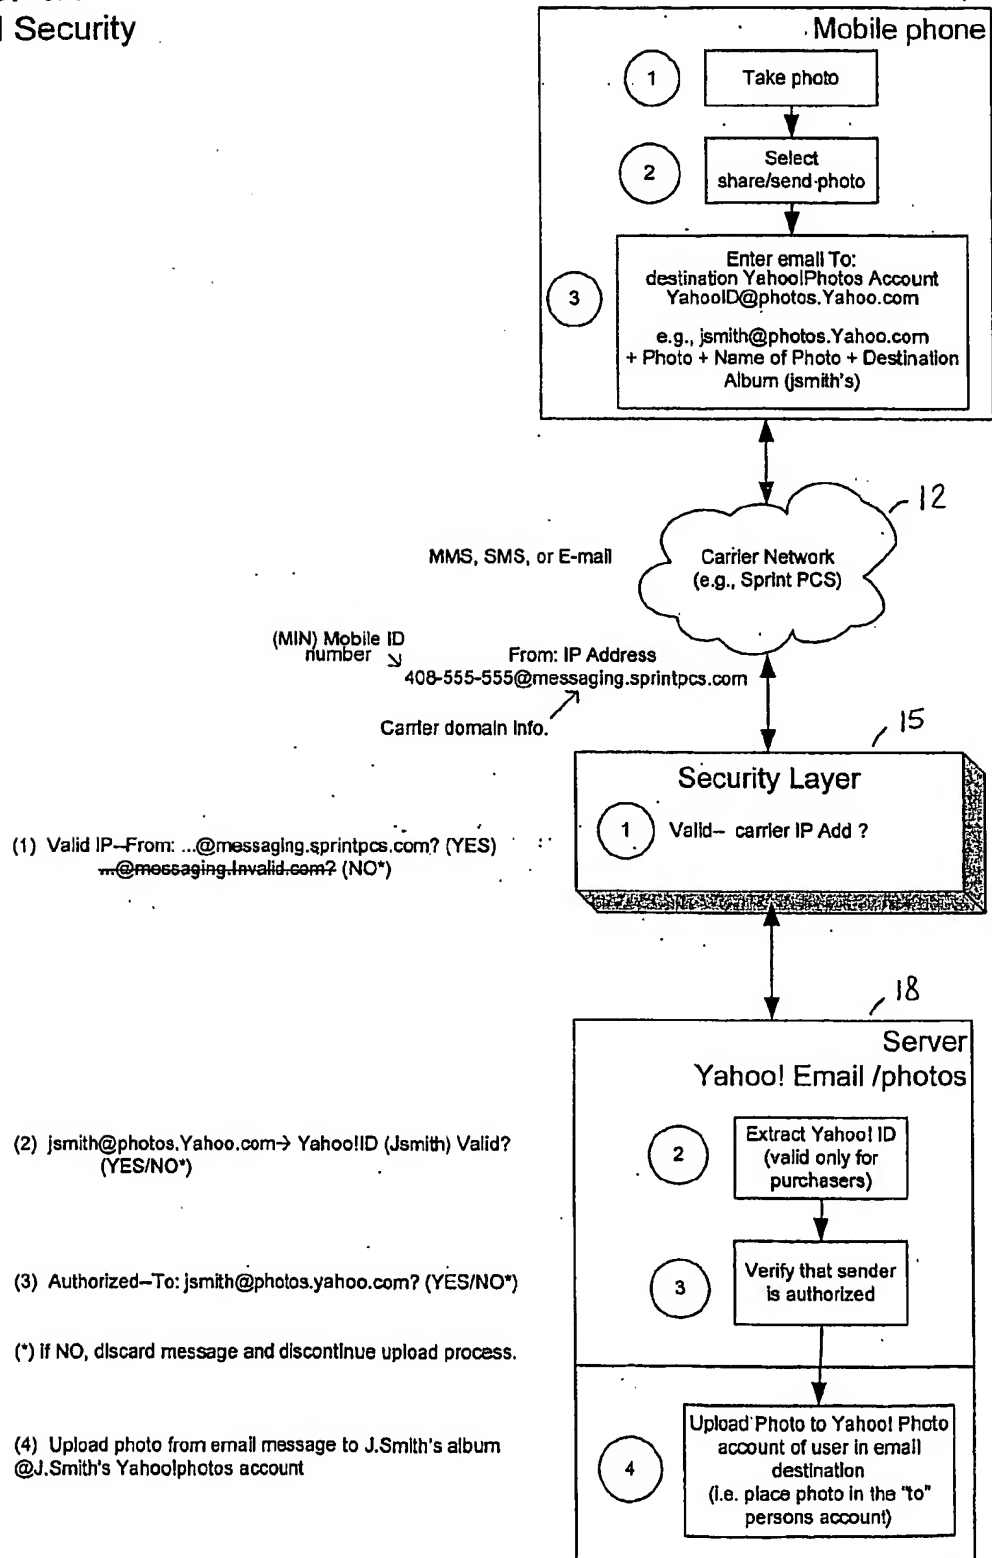 Security
Mobile phone
1
Take photo
2
Select
share/send photo
3
Enter email To:
destination Yahoo!Photos Account
YahooID@photos.Yahoo.com
e.g., jsmith@photos.Yahoo.com
+ Photo + Name of Photo + Destination
Album (jsmith's)
12
MMS, SMS, or E-mail
Carrier Network
(e.g., Sprint PCS)
(MIN) Mobile ID
number
From: IP Address
408-555-555@messaging.sprintpcs.com
Carrier domain Info.
15
Security Layer
1
Valid-- carrier IP Add ?
(1) Valid IP--From: ...@messaging.sprintpcs.com? (YES)
...@messaging.Invalid.com? (NO*)
18
Server
Yahoo! Email /photos
(2) jsmith@photos.Yahoo.com→ Yahoo!ID (Jsmith) Valid?
(YES/NO*)
2
Extract Yahoo! ID
(valid only for
purchasers)
(3) Authorized--To: jsmith@photos.yahoo.com? (YES/NO*)
3
Verify that sender
is authorized
(*) if NO, discard message and discontinue upload process.
(4) Upload photo from email message to J.Smith's album
@J.Smith's Yahoo!photos account
4
Upload Photo to Yahoo! Photo
account of user in email
destination
(i.e. place photo in the "to"
persons account)